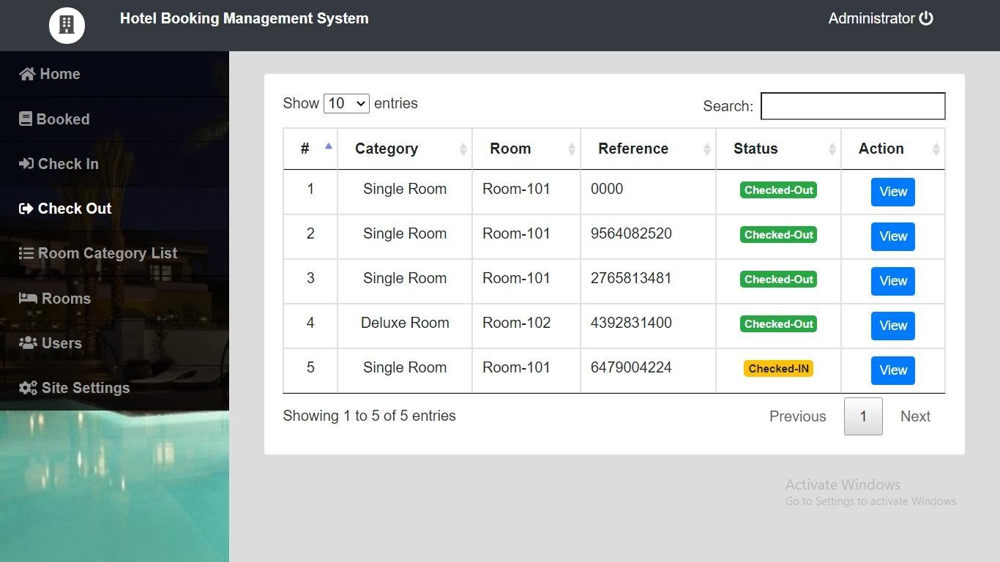 Hotel Booking Management System
Administrator
Home
Booked
Check In
Check Out
Room Category List
Rooms
Users
Site Settings
Show 10 entries
Search:
# Category Room Reference Status Action
1 Single Room Room-101 0000 Checked-Out View
2 Single Room Room-101 9564082520 Checked-Out View
3 Single Room Room-101 2765813481 Checked-Out View
4 Deluxe Room Room-102 4392831400 Checked-Out View
5 Single Room Room-101 6479004224 Checked-IN View
Showing 1 to 5 of 5 entries
Previous 1 Next
Activate Windows
Go to Settings to activate Windows.